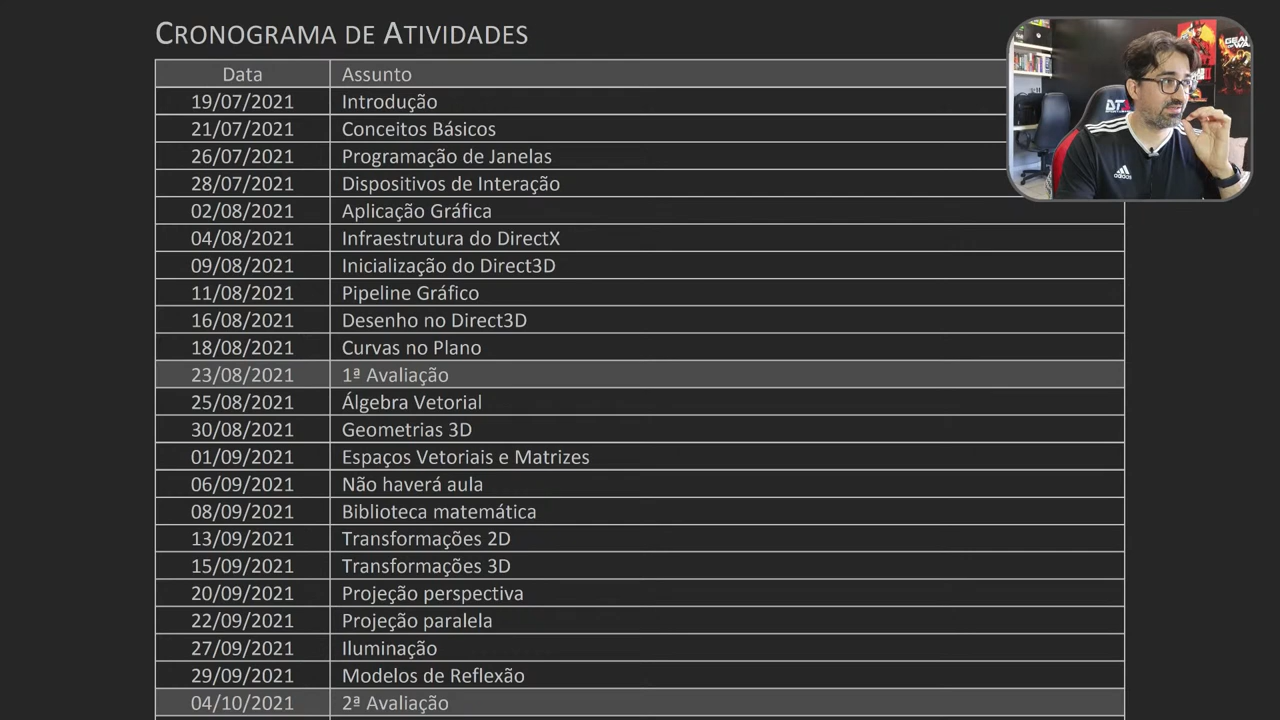 CRONOGRAMA DE ATIVIDADES
Data Assunto
19/07/2021 Introdução
21/07/2021 Conceitos Básicos
26/07/2021 Programação de Janelas
28/07/2021 Dispositivos de Interação
02/08/2021 Aplicação Gráfica
04/08/2021 Infraestrutura do DirectX
09/08/2021 Inicialização do Direct3D
11/08/2021 Pipeline Gráfico
16/08/2021 Desenho no Direct3D
18/08/2021 Curvas no Plano
23/08/2021 1ª Avaliação
25/08/2021 Álgebra Vetorial
30/08/2021 Geometrias 3D
01/09/2021 Espaços Vetoriais e Matrizes
06/09/2021 Não haverá aula
08/09/2021 Biblioteca matemática
13/09/2021 Transformações 2D
15/09/2021 Transformações 3D
20/09/2021 Projeção perspectiva
22/09/2021 Projeção paralela
27/09/2021 Iluminação
29/09/2021 Modelos de Reflexão
04/10/2021 2ª Avaliação
adidas